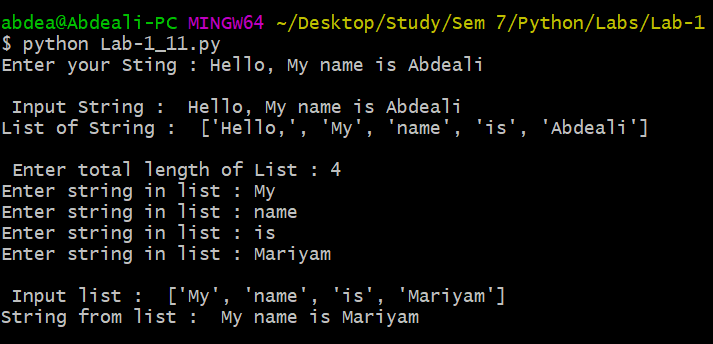 abdea@Abdeali-PC MINGW64 ~/Desktop/Study/Sem 7/Python/Labs/Lab-1
$ python Lab-1_11.py
Enter your Sting : Hello, My name is Abdeali
Input String :  Hello, My name is Abdeali
List of String :  ['Hello,', 'My', 'name', 'is', 'Abdeali']
Enter total length of List : 4
Enter string in list : My
Enter string in list : name
Enter string in list : is
Enter string in list : Mariyam
Input list :  ['My', 'name', 'is', 'Mariyam']
String from list :  My name is Mariyam